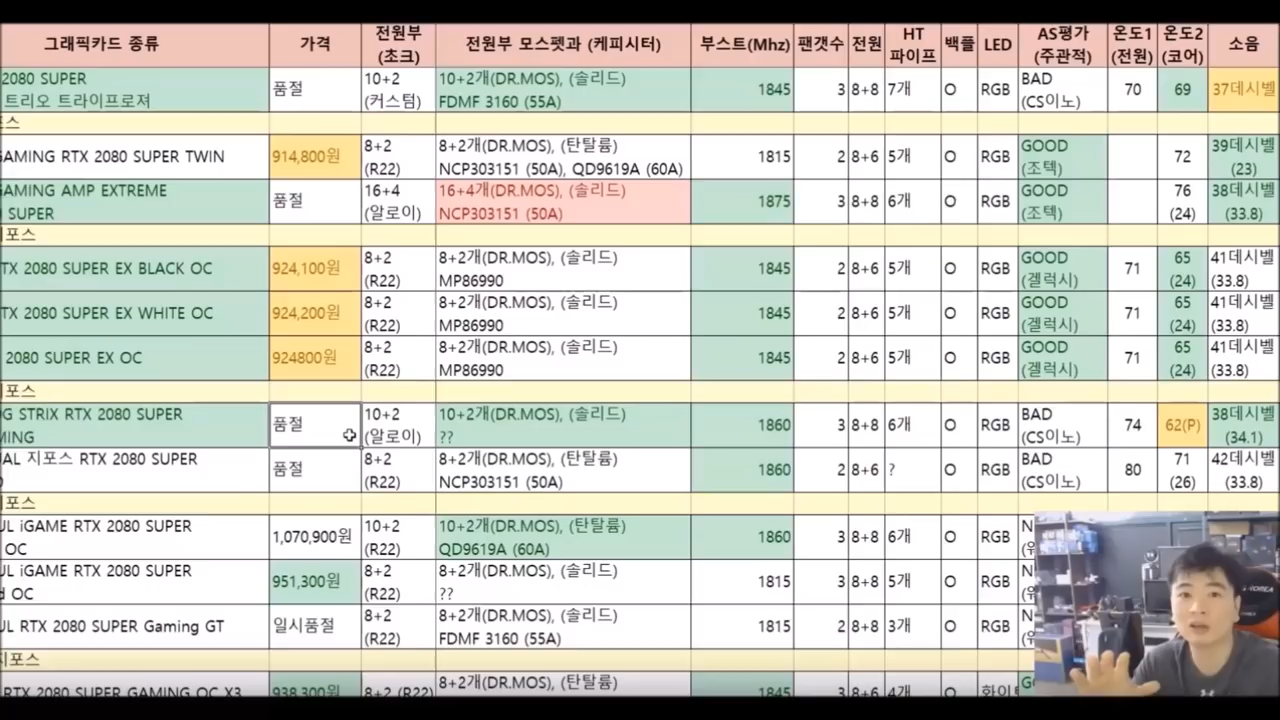 그래픽카드 종류 가격 전원부 (초크) 전원부 모스펫과 (케피시터) 부스트(Mhz) 팬갯수 전원 HT 파이프 백플 LED AS평가 (주관적) 온도1 (전원) 온도2 (코어) 소음
2080 SUPER 트리오 트라이프로져 품절 10+2 (커스텀) 10+2개(DR.MOS), (솔리드) FDMF 3160 (55A) 1845 3 8+8 7개 O RGB BAD (CS이노) 70 69 37데시벨
포스
GAMING RTX 2080 SUPER TWIN 914,800원 8+2 (R22) 8+2개(DR.MOS), (탄탈륨) NCP303151 (50A), QD9619A (60A) 1815 2 8+6 5개 O RGB GOOD (조텍) 72 39데시벨 (23)
GAMING AMP EXTREME SUPER 품절 16+4 (알로이) 16+4개(DR.MOS), (솔리드) NCP303151 (50A) 1875 3 8+8 6개 O RGB GOOD (조텍) 76 (24) 38데시벨 (33.8)
지포스
TX 2080 SUPER EX BLACK OC 924,100원 8+2 (R22) 8+2개(DR.MOS), (솔리드) MP86990 1845 2 8+6 5개 O RGB GOOD (겔럭시) 71 65 (24) 41데시벨 (33.8)
TX 2080 SUPER EX WHITE OC 924,200원 8+2 (R22) 8+2개(DR.MOS), (솔리드) MP86990 1845 2 8+6 5개 O RGB GOOD (겔럭시) 71 65 (24) 41데시벨 (33.8)
2080 SUPER EX OC 924800원 8+2 (R22) 8+2개(DR.MOS), (솔리드) MP86990 1845 2 8+6 5개 O RGB GOOD (겔럭시) 71 65 (24) 41데시벨 (33.8)
지포스
OG STRIX RTX 2080 SUPER MING 품절 10+2 (알로이) 10+2개(DR.MOS), (솔리드) ?? 1860 3 8+8 6개 O RGB BAD (CS이노) 74 62(P) 38데시벨 (34.1)
UAL 지포스 RTX 2080 SUPER 품절 8+2 (R22) 8+2개(DR.MOS), (탄탈륨) NCP303151 (50A) 1860 2 8+6 ? O RGB BAD (CS이노) 80 71 (26) 42데시벨 (33.8)
지포스
UL iGAME RTX 2080 SUPER OC 1,070,900원 10+2 (R22) 10+2개(DR.MOS), (탄탈륨) QD9619A (60A) 1860 3 8+8 6개 O RGB
UL iGAME RTX 2080 SUPER d OC 951,300원 8+2 (R22) 8+2개(DR.MOS), (솔리드) ?? 1815 3 8+8 5개 O RGB
UL RTX 2080 SUPER Gaming GT 일시품절 8+2 (R22) 8+2개(DR.MOS), (솔리드) FDMF 3160 (55A) 1815 2 8+8 3개 O RGB
지포스
RTX 2080 SUPER GAMING OC X3 938,300원 8+2 (R22) 8+2개(DR.MOS), (탄탈륨) 1845 3 8+6 4개 O 화이트